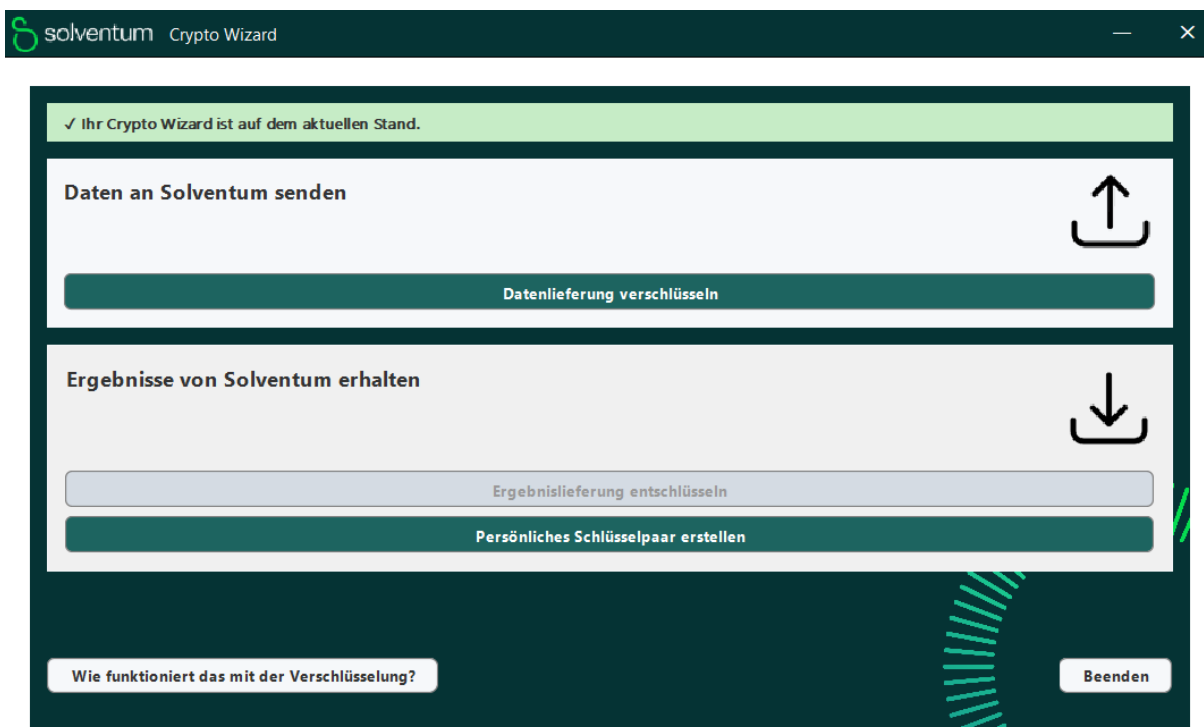 solventum Crypto Wizard
✓ Ihr Crypto Wizard ist auf dem aktuellen Stand.
Daten an Solventum senden
Datenlieferung verschlüsseln
Ergebnisse von Solventum erhalten
Ergebnislieferung entschlüsseln
Persönliches Schlüsselpaar erstellen
Wie funktioniert das mit der Verschlüsselung?
Beenden